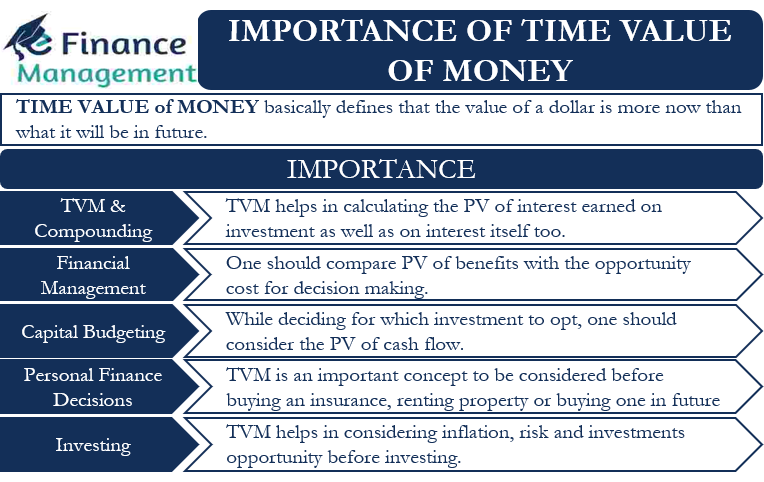 eFinance
Management
IMPORTANCE OF TIME VALUE
OF MONEY
TIME VALUE of MONEY basically defines that the value of a dollar is more now than
what it will be in future.
IMPORTANCE
TVM &
Compounding
TVM helps in calculating the PV of interest earned on
investment as well as on interest itself too.
Financial
Management
One should compare PV of benefits with the opportunity
cost for decision making.
Capital Budgeting
While deciding for which investment to opt, one should
consider the PV of cash flow.
Personal Finance
Decisions
TVM is an important concept to be considered before
buying an insurance, renting property or buying one in future
Investing
TVM helps in considering inflation, risk and investments
opportunity before investing.